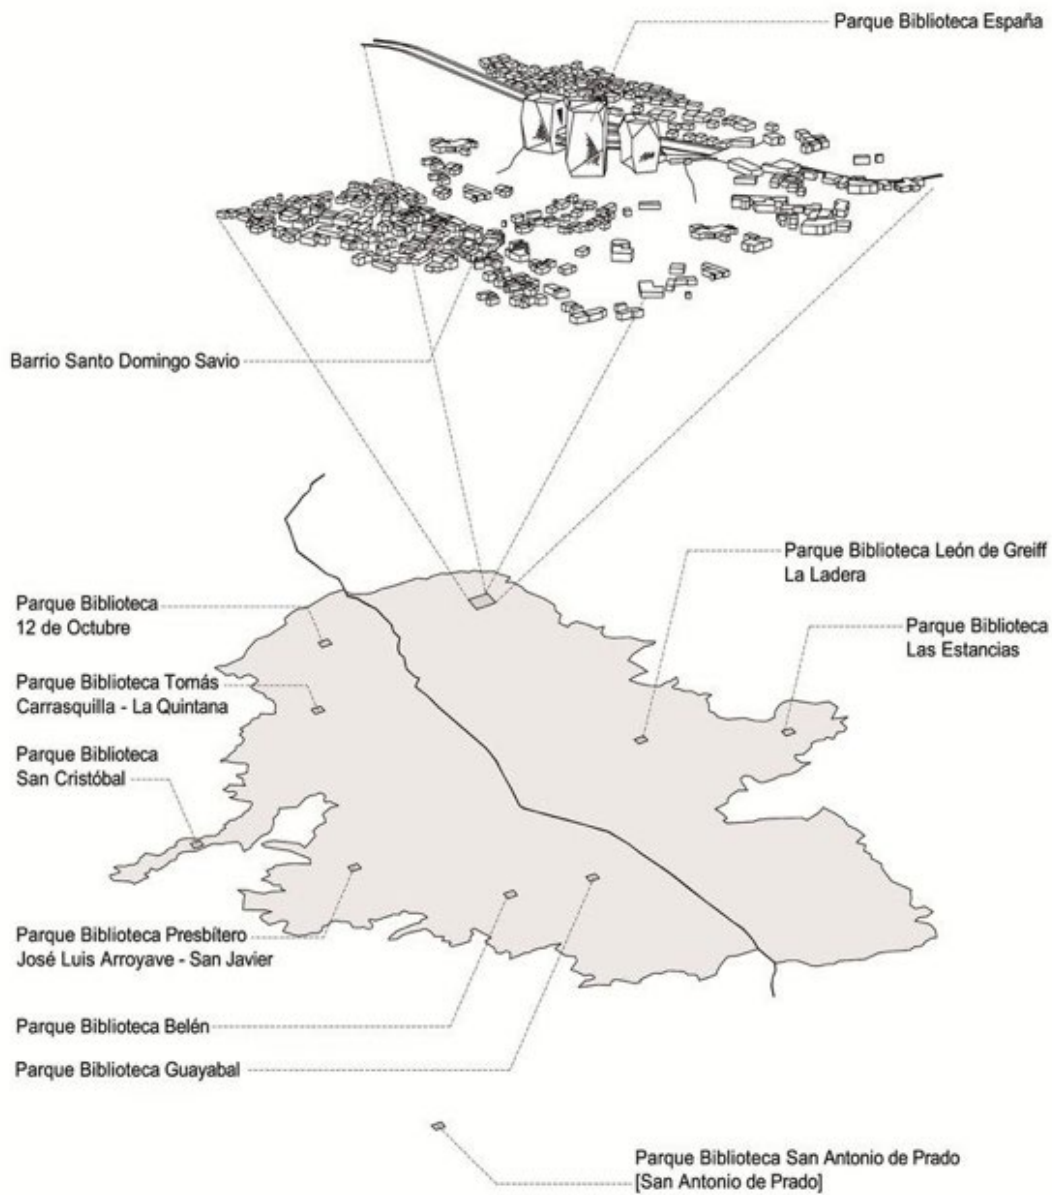 Parque Biblioteca España
Barrio Santo Domingo Savio
Parque Biblioteca León de Greiff
La Ladera
Parque Biblioteca
12 de Octubre
Parque Biblioteca
Las Estancias
Parque Biblioteca Tomás
Carrasquilla - La Quintana
Parque Biblioteca
San Cristóbal
Parque Biblioteca Presbítero
José Luis Arroyave - San Javier
Parque Biblioteca Belén
Parque Biblioteca Guayabal
Parque Biblioteca San Antonio de Prado
[San Antonio de Prado]